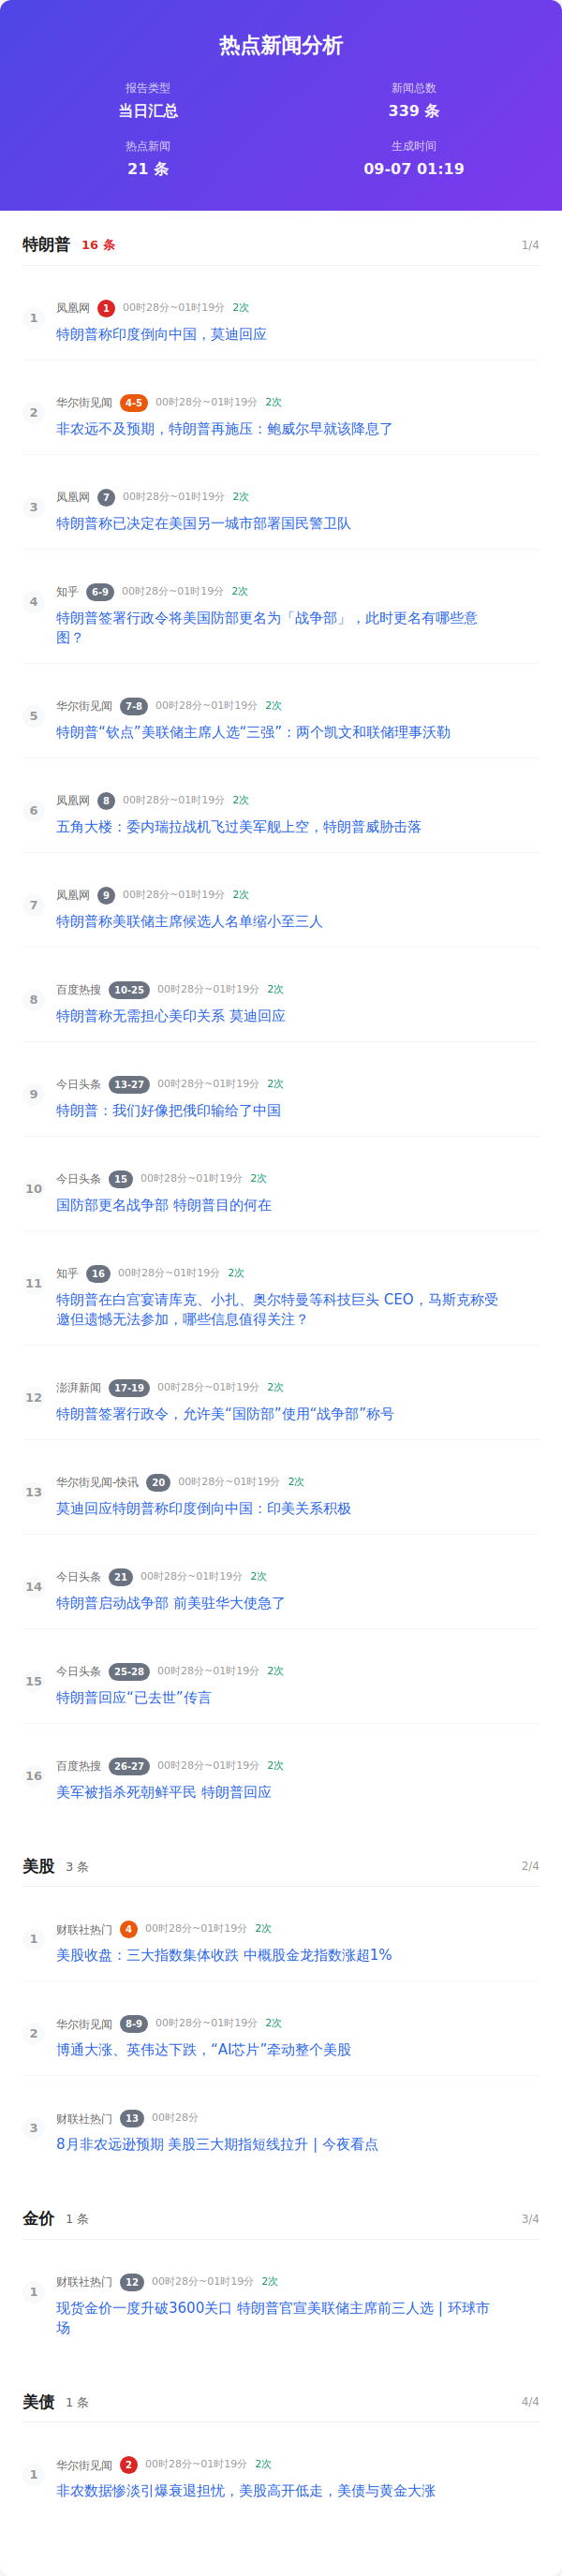 热点新闻分析
报告类型 新闻总数
当日汇总 339 条
热点新闻 生成时间
21 条 09-07 01:19
特朗普 16 条 1/4
1 凤凰网 1 00时28分~01时19分 2次
特朗普称印度倒向中国，莫迪回应
2 华尔街见闻 4-5 00时28分~01时19分 2次
非农远不及预期，特朗普再施压：鲍威尔早就该降息了
3 凤凰网 7 00时28分~01时19分 2次
特朗普称已决定在美国另一城市部署国民警卫队
4 知乎 6-9 00时28分~01时19分 2次
特朗普签署行政令将美国防部更名为「战争部」，此时更名有哪些意
图？
5 华尔街见闻 7-8 00时28分~01时19分 2次
特朗普“钦点”美联储主席人选“三强”：两个凯文和联储理事沃勒
6 凤凰网 8 00时28分~01时19分 2次
五角大楼：委内瑞拉战机飞过美军舰上空，特朗普威胁击落
7 凤凰网 9 00时28分~01时19分 2次
特朗普称美联储主席候选人名单缩小至三人
8 百度热搜 10-25 00时28分~01时19分 2次
特朗普称无需担心美印关系 莫迪回应
9 今日头条 13-27 00时28分~01时19分 2次
特朗普：我们好像把俄印输给了中国
10 今日头条 15 00时28分~01时19分 2次
国防部更名战争部 特朗普目的何在
11 知乎 16 00时28分~01时19分 2次
特朗普在白宫宴请库克、小扎、奥尔特曼等科技巨头 CEO，马斯克称受
邀但遗憾无法参加，哪些信息值得关注？
12 澎湃新闻 17-19 00时28分~01时19分 2次
特朗普签署行政令，允许美“国防部”使用“战争部”称号
13 华尔街见闻-快讯 20 00时28分~01时19分 2次
莫迪回应特朗普称印度倒向中国：印美关系积极
14 今日头条 21 00时28分~01时19分 2次
特朗普启动战争部 前美驻华大使急了
15 今日头条 25-28 00时28分~01时19分 2次
特朗普回应“已去世”传言
16 百度热搜 26-27 00时28分~01时19分 2次
美军被指杀死朝鲜平民 特朗普回应
美股 3 条 2/4
1 财联社热门 4 00时28分~01时19分 2次
美股收盘：三大指数集体收跌 中概股金龙指数涨超1%
2 华尔街见闻 8-9 00时28分~01时19分 2次
博通大涨、英伟达下跌，“AI芯片”牵动整个美股
3 财联社热门 13 00时28分
8月非农远逊预期 美股三大期指短线拉升 | 今夜看点
金价 1 条 3/4
1 财联社热门 12 00时28分~01时19分 2次
现货金价一度升破3600关口 特朗普官宣美联储主席前三人选 | 环球市
场
美债 1 条 4/4
1 华尔街见闻 2 00时28分~01时19分 2次
非农数据惨淡引爆衰退担忧，美股高开低走，美债与黄金大涨